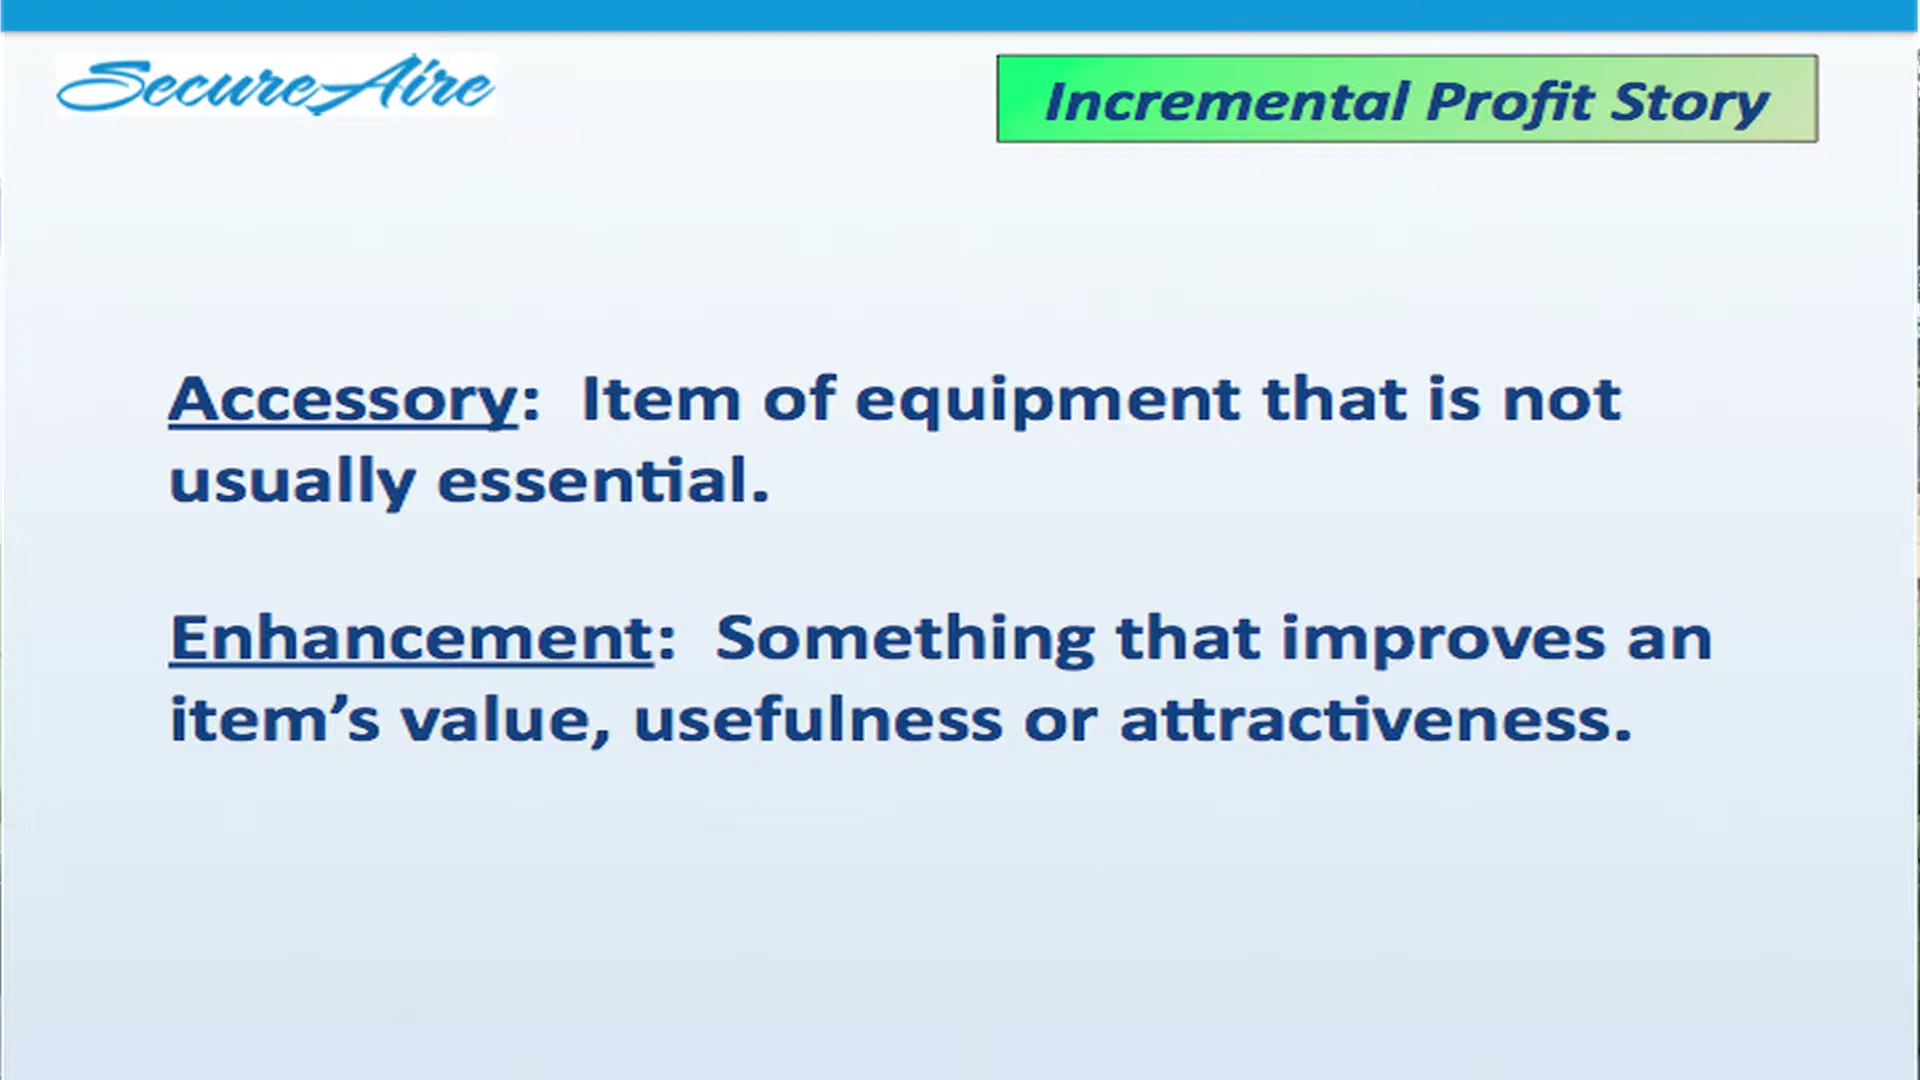 SecureAire
Incremental Profit Story
Accessory:  Item of equipment that is not
usually essential.
Enhancement:  Something that improves an
item’s value, usefulness or attractiveness.